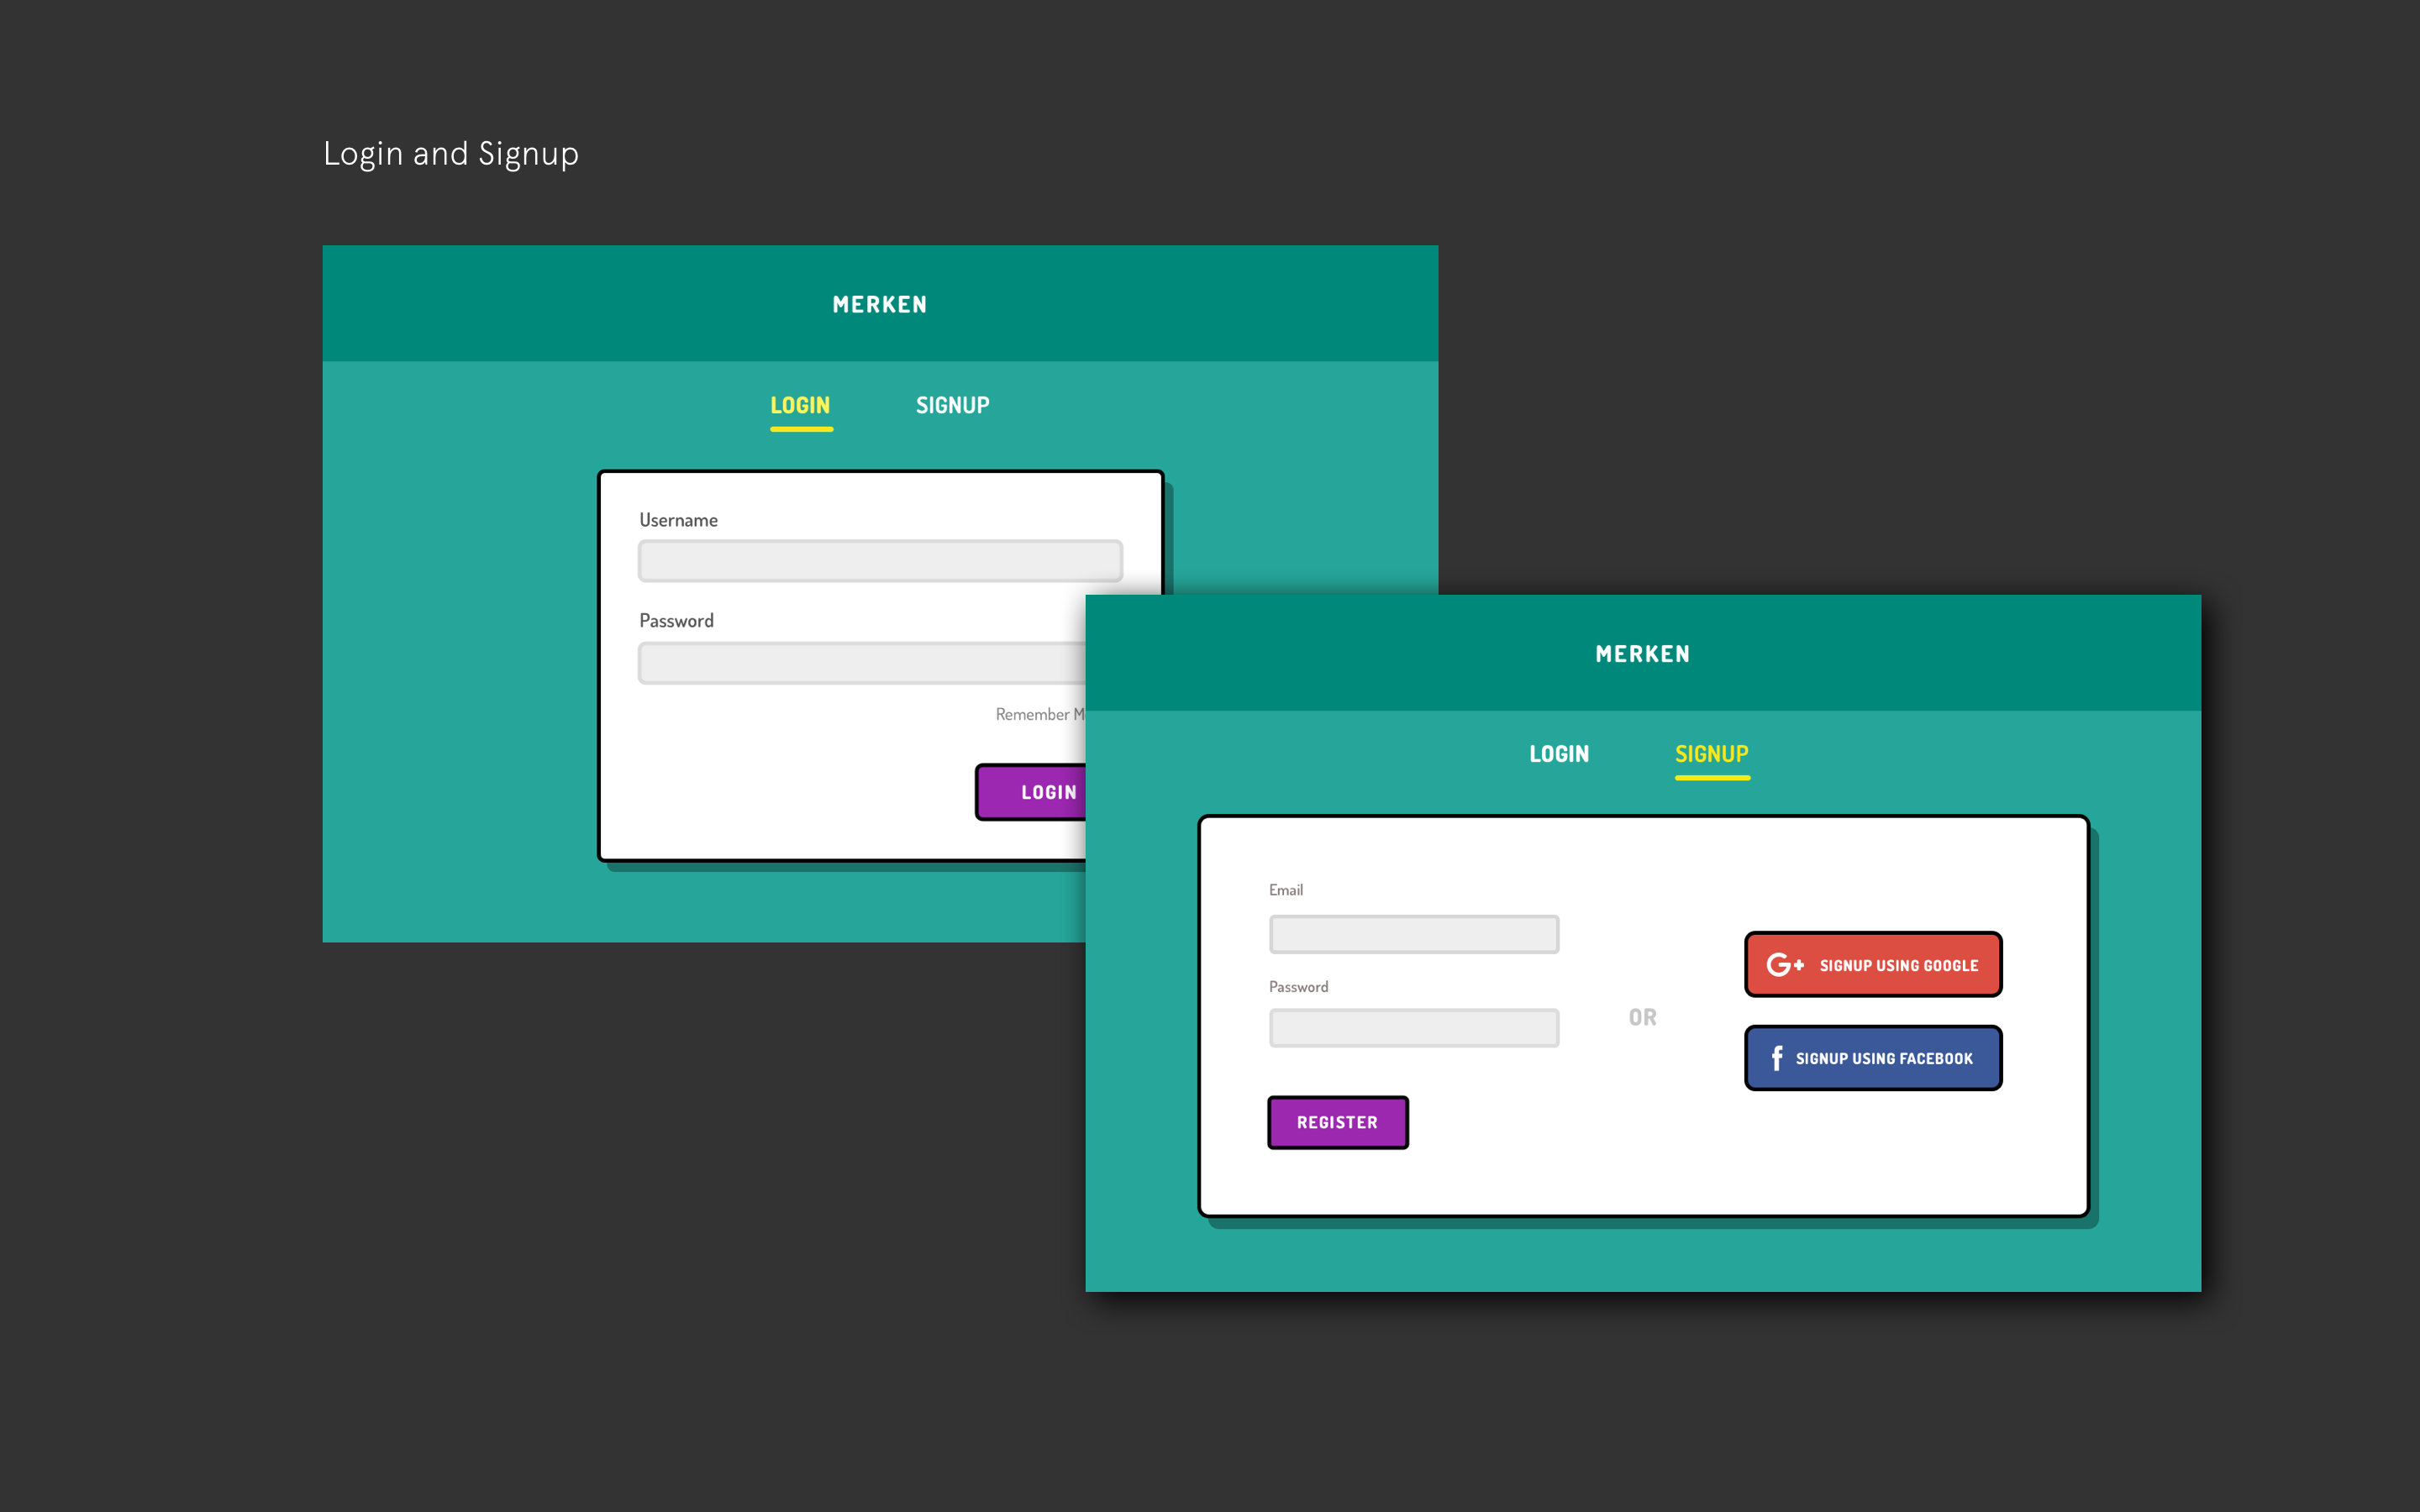 Login and Signup
MERKEN
LOGIN SIGNUP
Username
Password
Remember
LOGIN
MERKEN
LOGIN SIGNUP
Email
Password
OR
G+ SIGNUP USING GOOGLE
f SIGNUP USING FACEBOOK
REGISTER